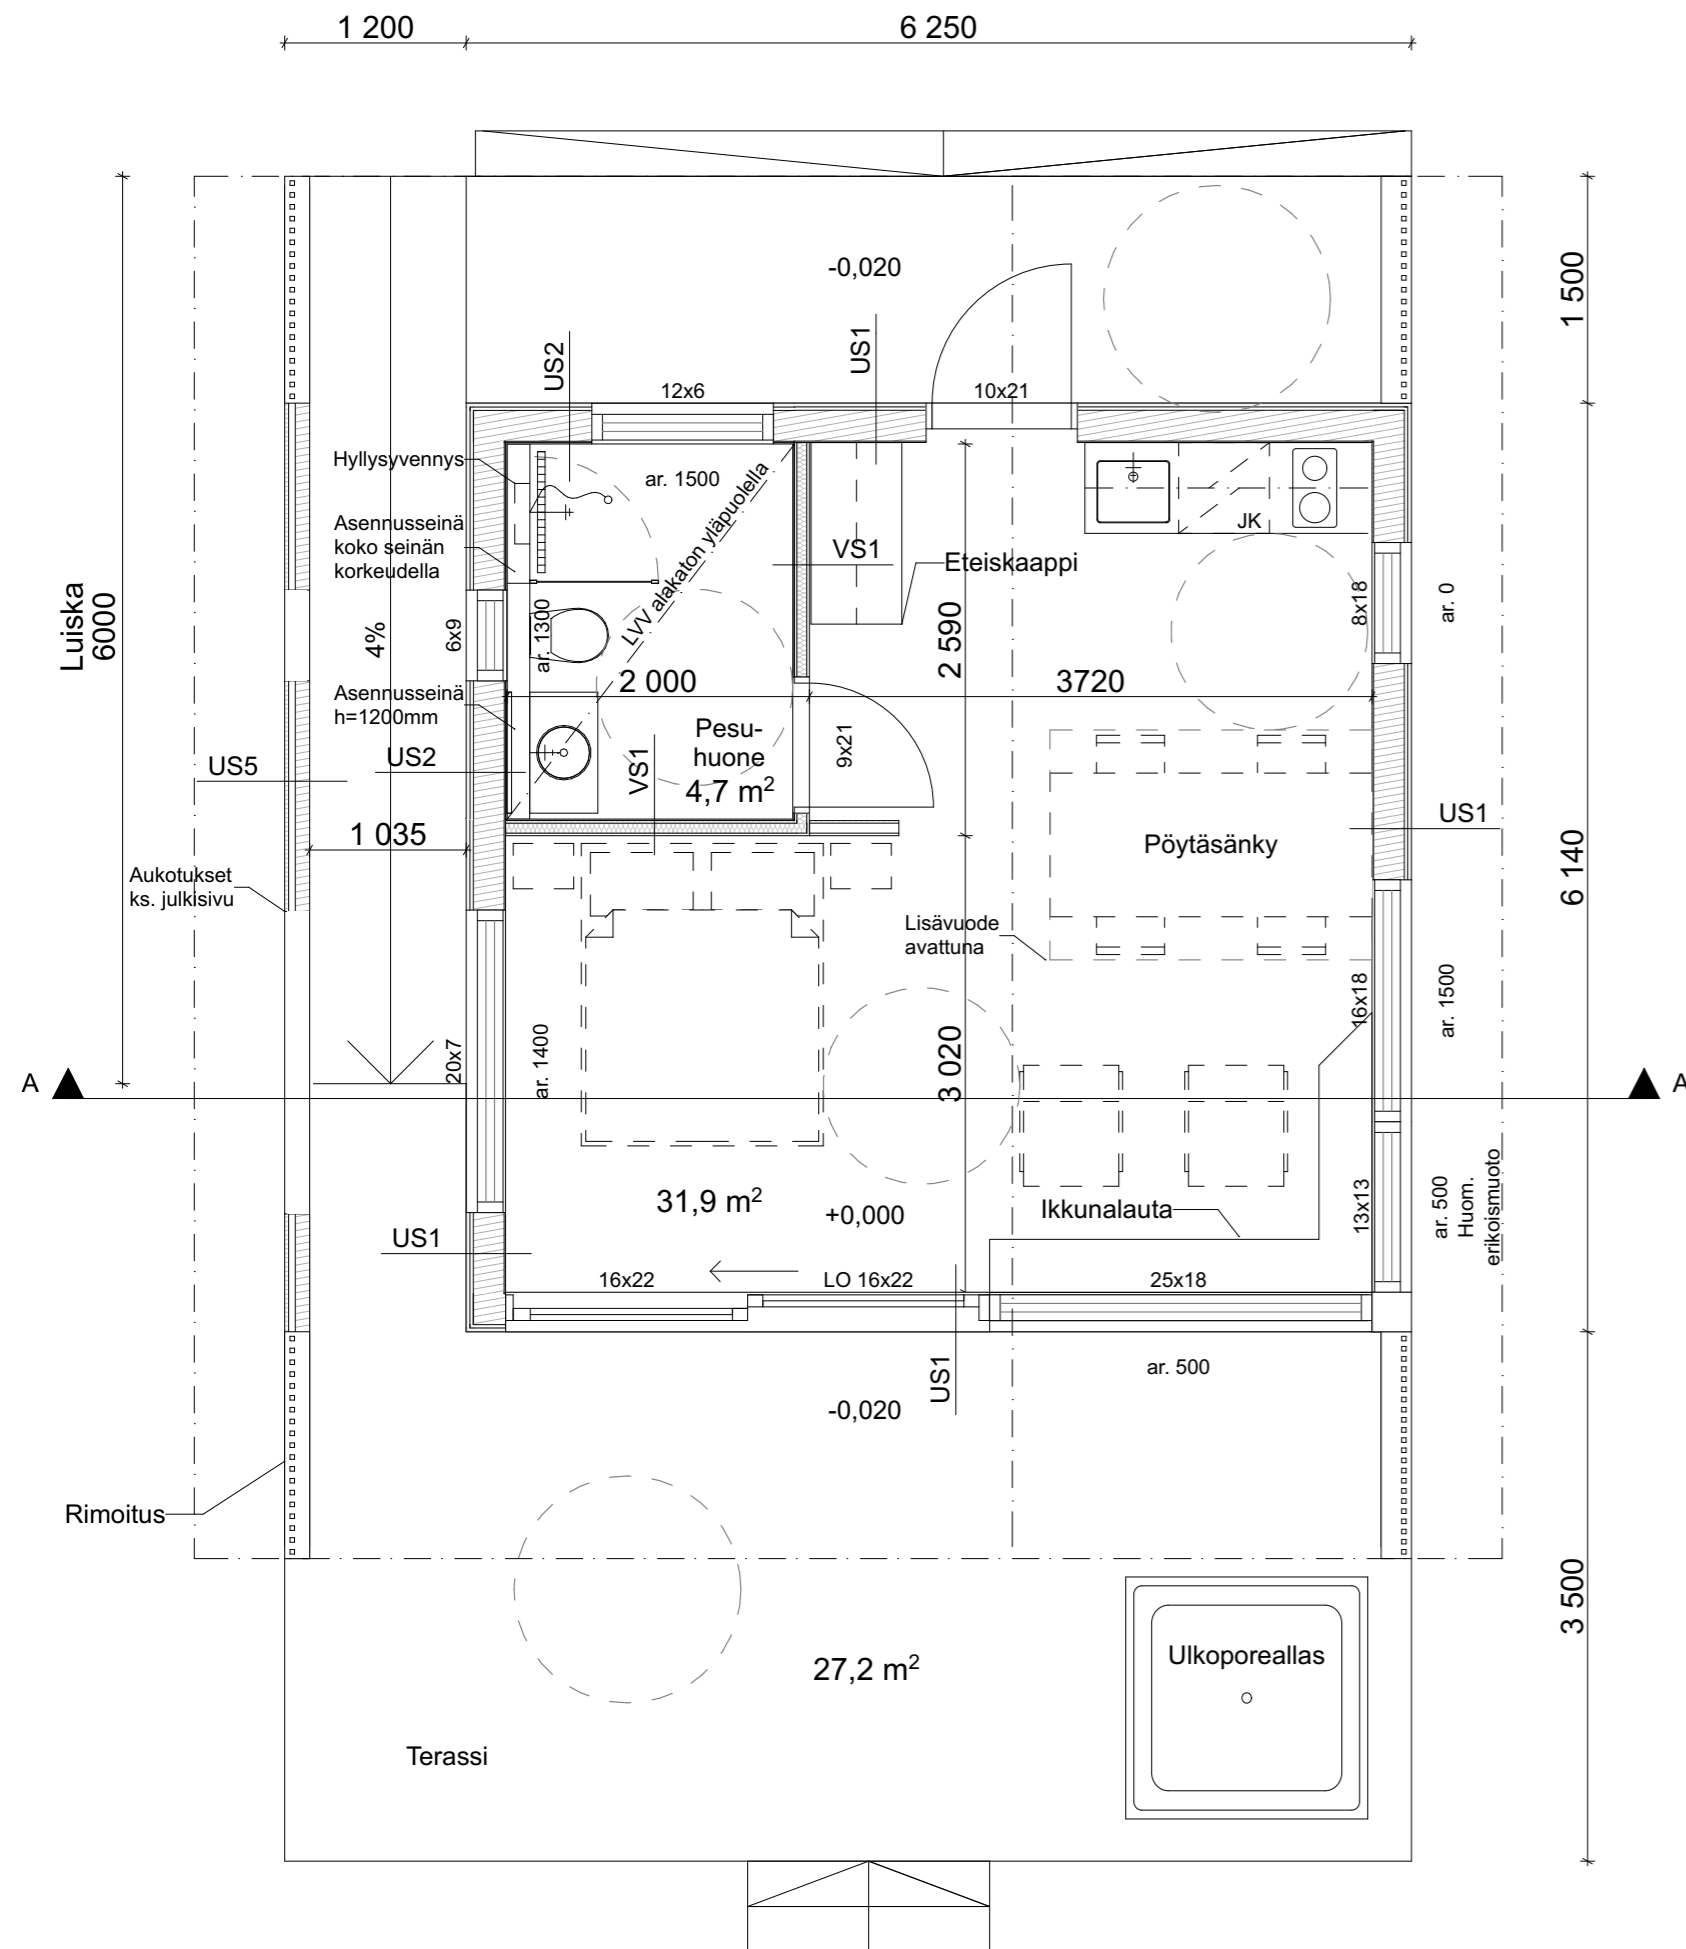 1 200
6 250
-0,020
1 500
US2
US1
12x6
10x21
Hyllysyvennys
ar. 1500
LVV alakaton yläpuolella
Asennusseinä
koko seinän
korkeudella
JK
VS1
Eteiskaappi
Luiska
6000
4%
6x9
ar. 1300
2 590
8x18
ar. 0
2 000
3720
Asennusseinä
h=1200mm
Pesu-
huone
4,7 m²
VS1
9x21
US5
US2
US1
1 035
Pöytäsänky
6 140
Aukotukset
ks. julkisivu
Lisävuode
avattuna
16x18
ar. 1500
20x7
ar. 1400
3 020
A
A
31,9 m²
+0,000
Ikkunalauta
13x13
ar. 500
Huom.
erikoismuoto
US1
16x22
LO 16x22
25x18
US1
ar. 500
-0,020
Rimoitus
3 500
27,2 m²
Ulkoporeallas
Terassi